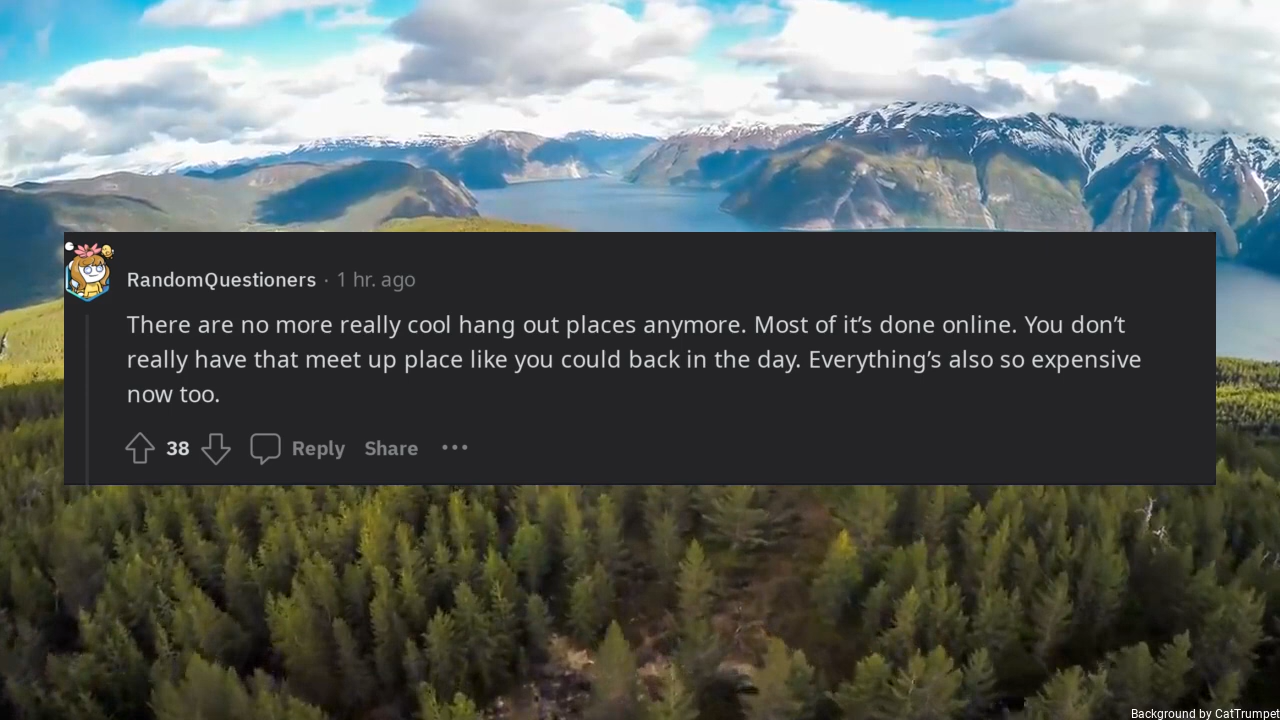 RandomQuestioners · 1 hr. ago
There are no more really cool hang out places anymore. Most of it’s done online. You don’t
really have that meet up place like you could back in the day. Everything’s also so expensive
now too.
38 Reply Share ···
Background by CatTrumpet